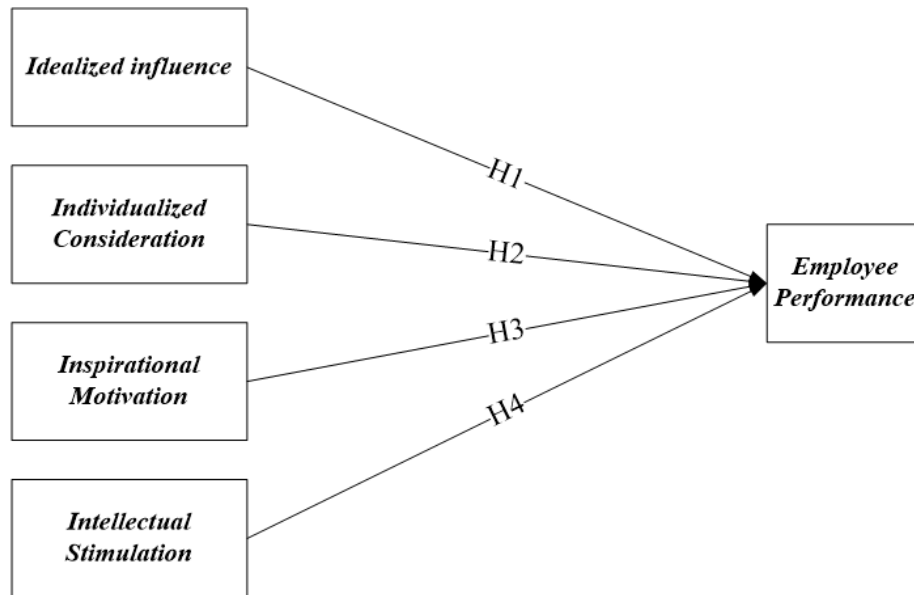 Idealized influence
H1
Individualized
Consideration
H2
Employee
Performance
H3
Inspirational
Motivation
H4
Intellectual
Stimulation